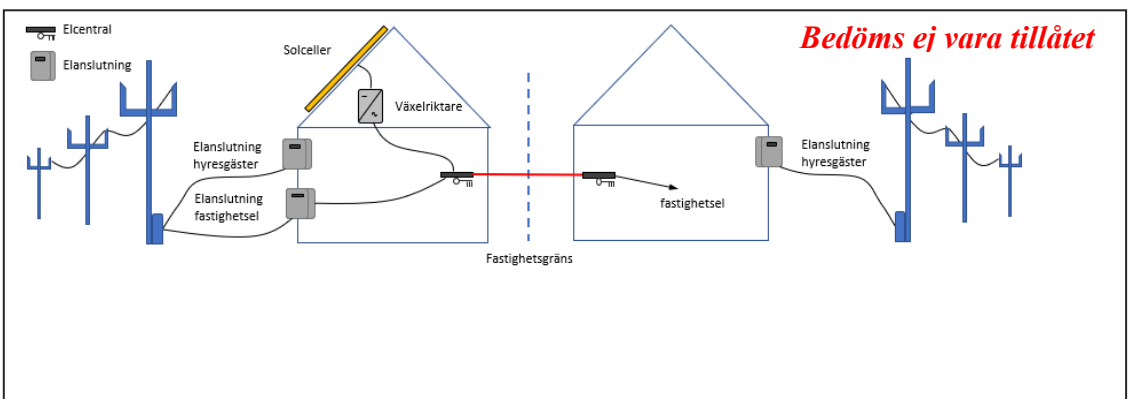 Elcentral
Elanslutning
Solceller
Växelriktare
Bedöms ej vara tillåtet
Elanslutning
hyresgäster
Elanslutning
fastighetsel
Elanslutning
hyresgäster
fastighetsel
Fastighetsgräns